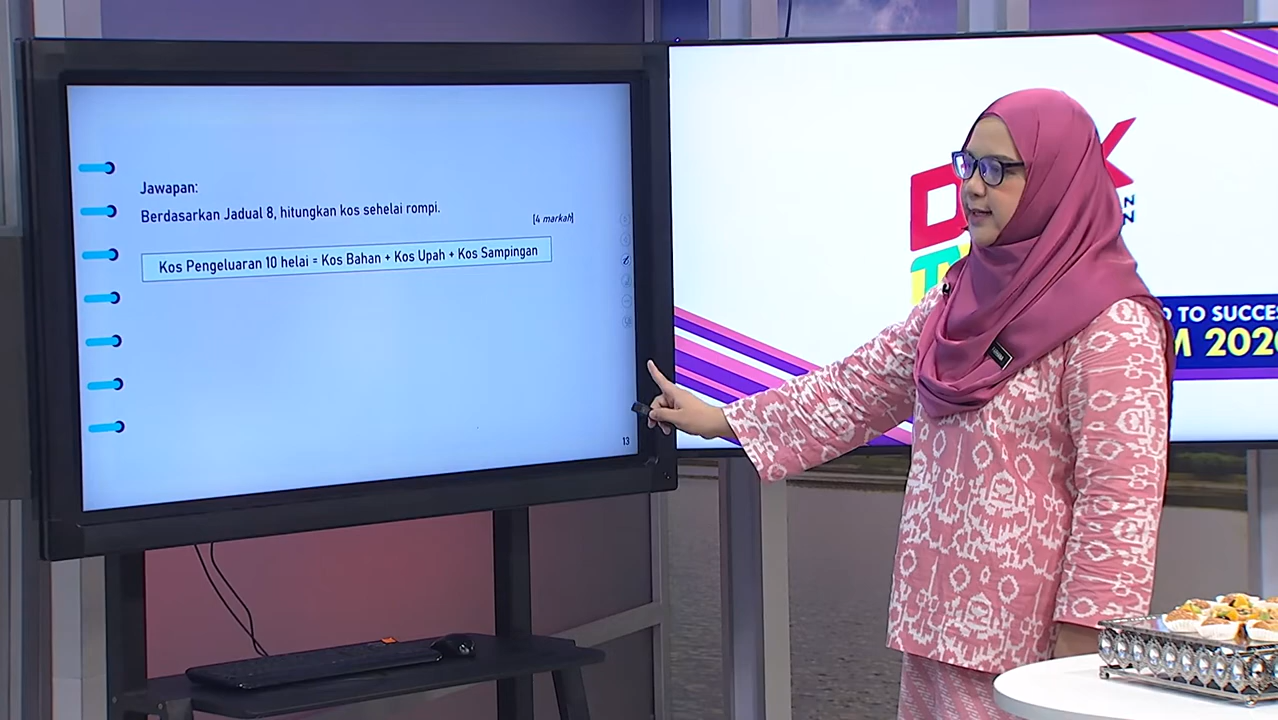 Jawapan:
Berdasarkan Jadual 8, hitungkan kos sehelai rompi.
[4 markah]
Kos Pengeluaran 10 helai = Kos Bahan + Kos Upah + Kos Sampingan
13
TO SUCCES
M 202